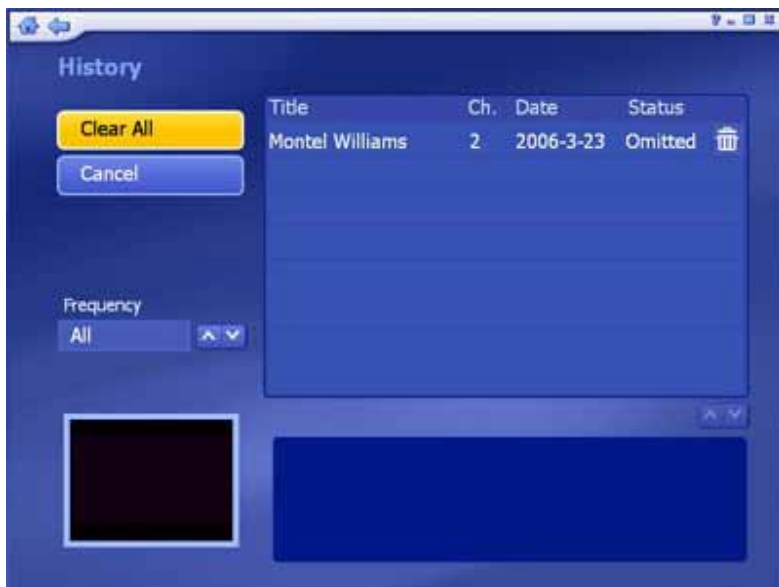 History
Clear All
Cancel
Title Ch. Date Status
Montel Williams 2 2006-3-23 Omitted
Frequency
All